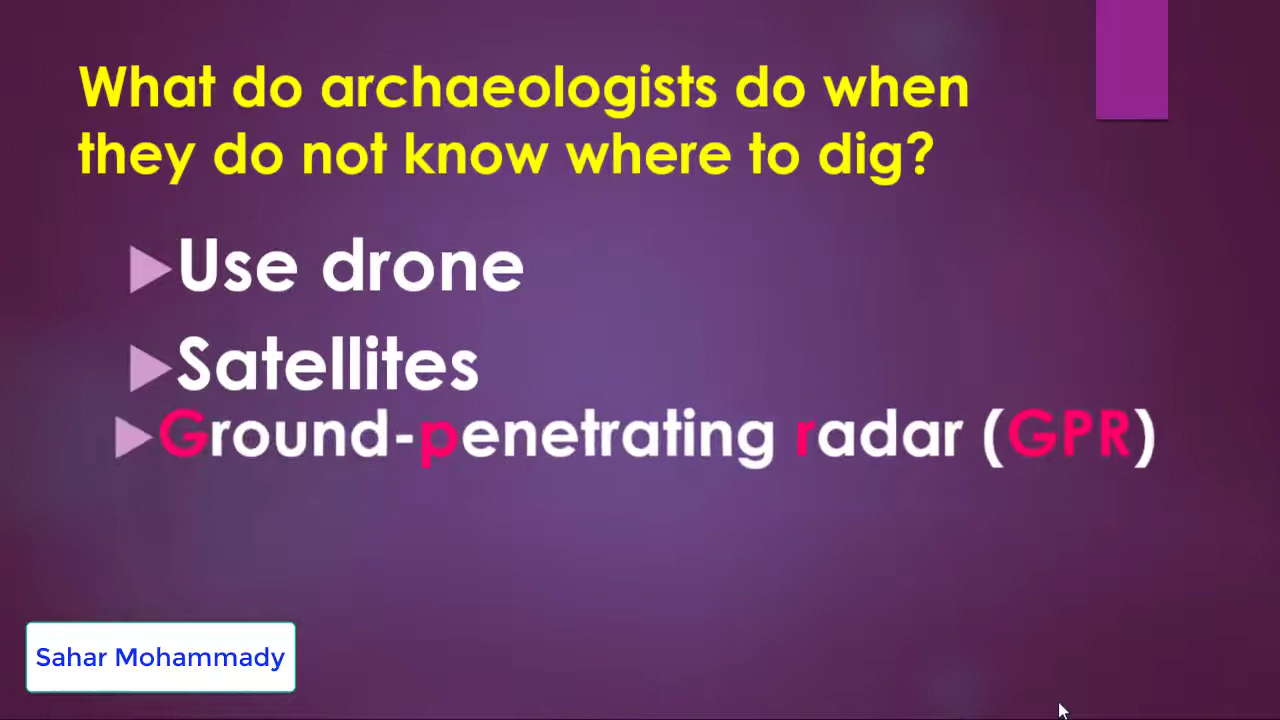 What do archaeologists do when
they do not know where to dig?
Use drone
Satellites
Ground-penetrating radar (GPR)
Sahar Mohammady